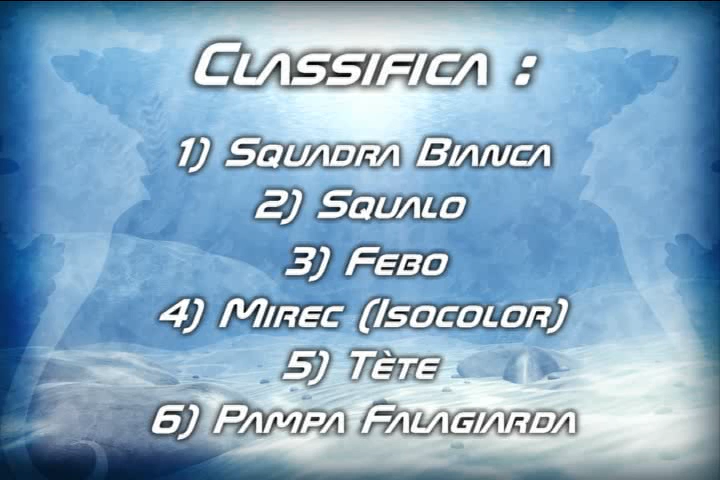 Classifica :
1) Squadra Bianca
2) Squalo
3) Febo
4) Mirec (Isocolor)
5) Tète
6) Pampa Falagiarda